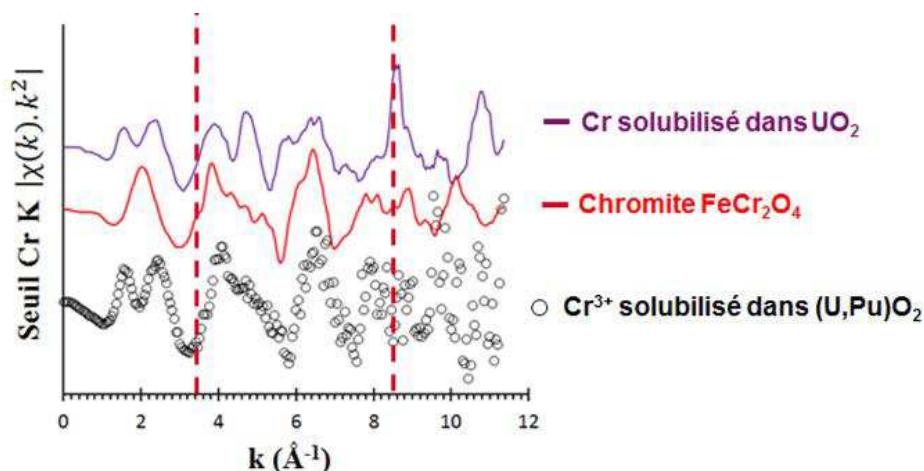 Seuil Cr K |χ(k).k²|
Cr solubilisé dans UO₂
Chromite FeCr₂O₄
Cr³⁺ solubilisé dans (U,Pu)O₂
0 2 4 6 8 10 12
k (Å⁻¹)